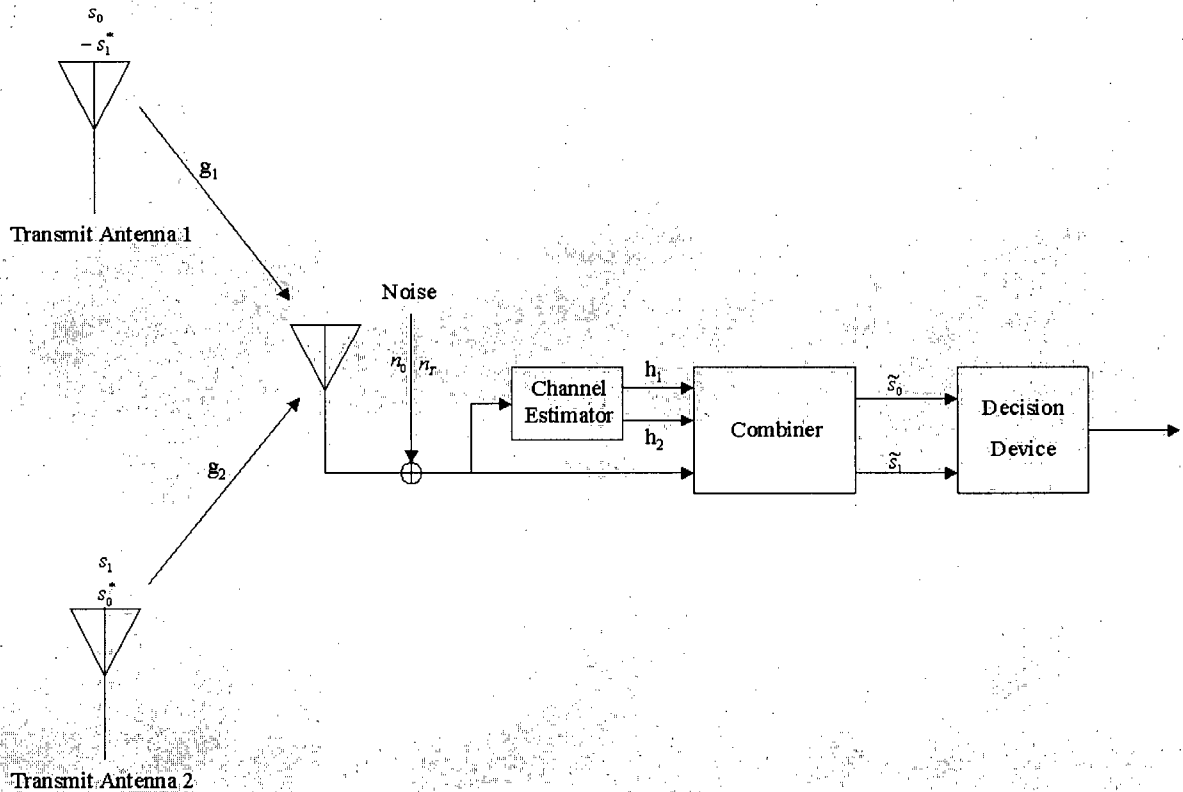 s₀
− s₁*
g₁
Transmit Antenna 1
Noise
n₀ n_T
Channel
Estimator
h₁
h₂
Combiner
s̃₀
s̃₁
Decision
Device
g₂
s₁
s₀*
Transmit Antenna 2